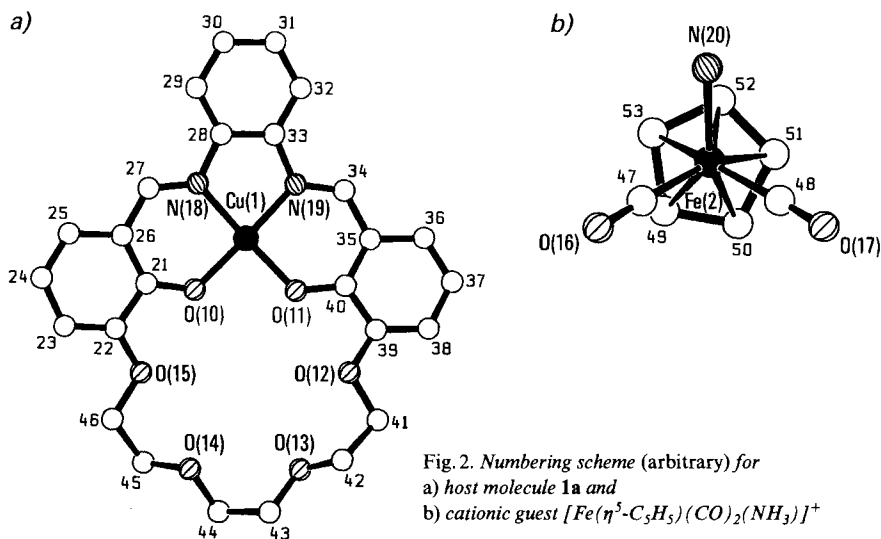 a)
30
31
29
32
28
33
27
34
N(18)
Cu(1)
N(19)
25
26
35
36
24
21
40
37
O(10)
O(11)
23
22
39
38
O(15)
O(12)
46
41
O(14)
O(13)
45
42
44
43
b)
N(20)
52
53
51
47
48
Fe(2)
O(16)
49
50
O(17)
Fig. 2. Numbering scheme (arbitrary) for
a) host molecule 1a and
b) cationic guest [Fe(η⁵-C₅H₅)(CO)₂(NH₃)]⁺